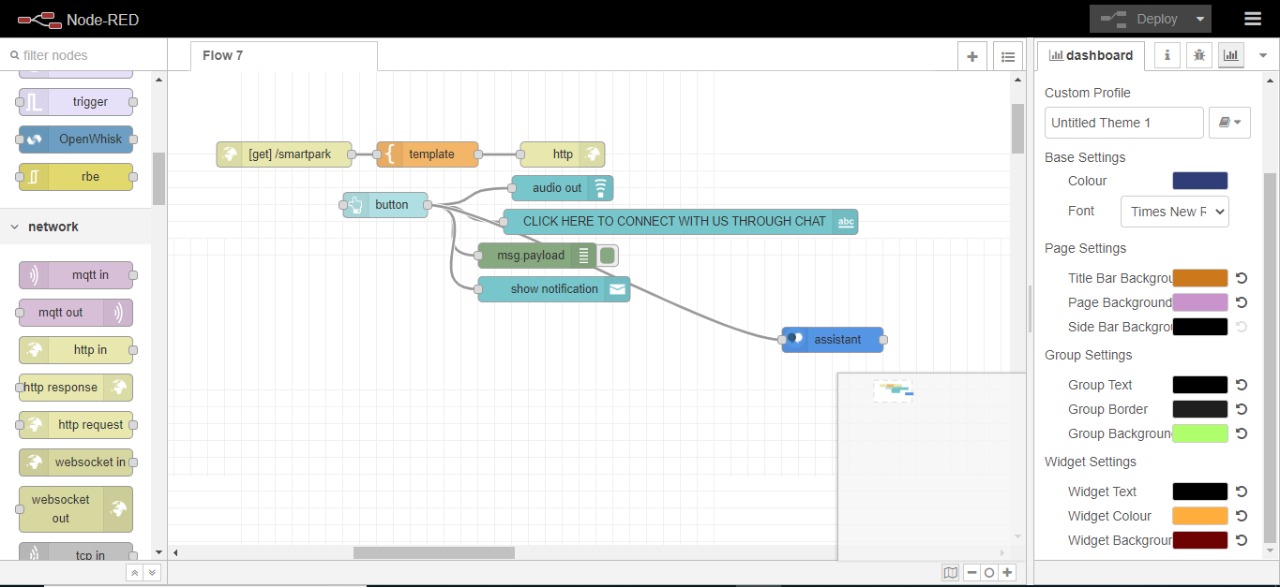 Node-RED
Deploy
filter nodes
trigger
OpenWhisk
rbe
network
mqtt in
mqtt out
http in
http response
http request
websocket in
websocket
out
tcp in
Flow 7
[get] /smartpark
template
http
button
audio out
CLICK HERE TO CONNECT WITH US THROUGH CHAT
abc
msg.payload
show notification
assistant
dashboard
i
Custom Profile
Untitled Theme 1
Base Settings
Colour
Font
Times New R
Page Settings
Title Bar Backgrou
Page Background
Side Bar Backgro
Group Settings
Group Text
Group Border
Group Backgroun
Widget Settings
Widget Text
Widget Colour
Widget Backgrour